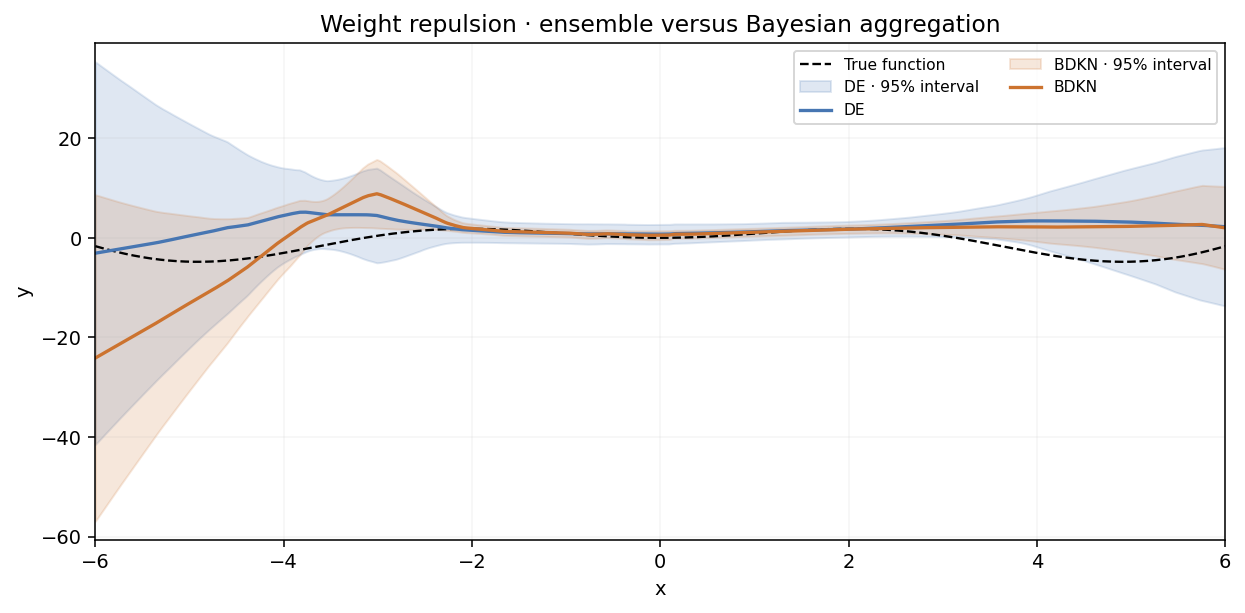 Weight repulsion · ensemble versus Bayesian aggregation
True function
DE · 95% interval
DE
BDKN · 95% interval
BDKN
y
20
0
−20
−40
−60
−6
−4
−2
0
2
4
6
x